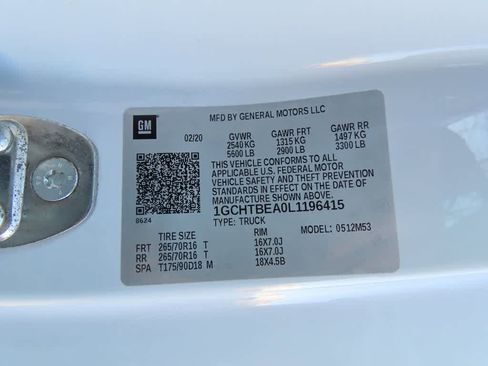 GM
MFD BY GENERAL MOTORS LLC
02/20 GVWR GAWR FRT GAWR RR
2540 KG 1315 KG 1497 KG
5600 LB 2900 LB 3300 LB
THIS VEHICLE CONFORMS TO ALL
APPLICABLE U.S. FEDERAL MOTOR
VEHICLE SAFETY AND THEFT PREVENTION
STANDARDS IN EFFECT ON THE DATE OF
MANUFACTURE SHOWN ABOVE.
1GCHTBEA0L1196415
8624 TYPE: TRUCK
TIRE SIZE RIM MODEL: 0512M53
FRT 265/70R16 T 16X7.0J
RR 265/70R16 T 16X7.0J
SPA T175/90D18 M 18X4.5B